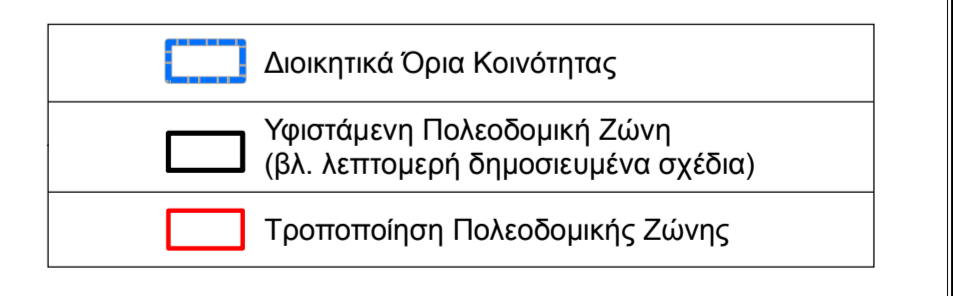 Διοικητικά Όρια Κοινότητας
Υφιστάμενη Πολεοδομική Ζώνη
(βλ. λεπτομερή δημοσιευμένα σχέδια)
Τροποποίηση Πολεοδομικής Ζώνης